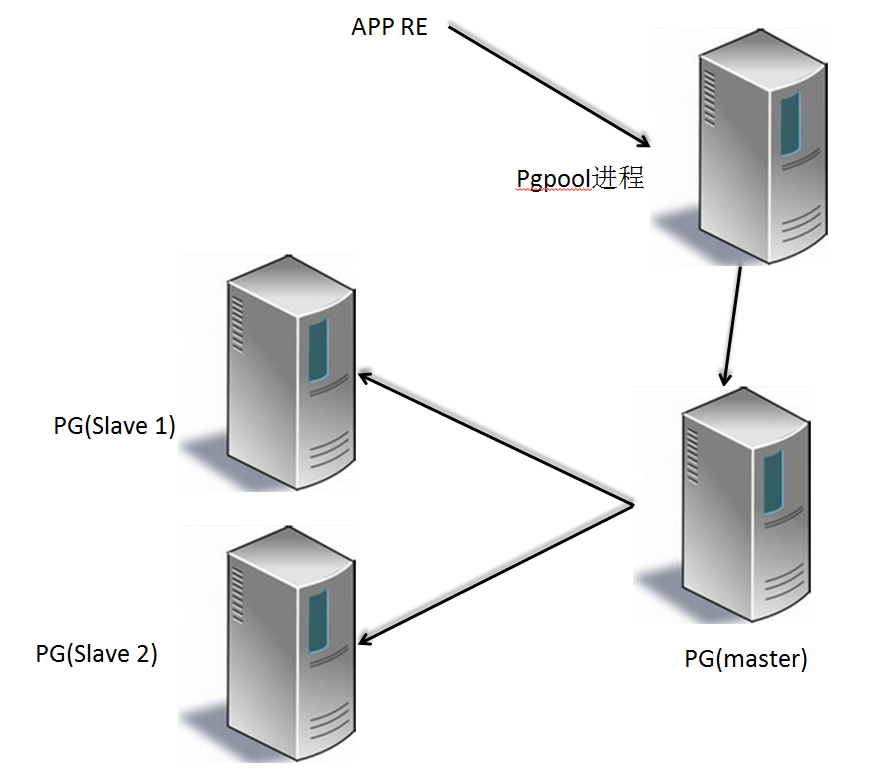 APP RE
Pgpool进程
PG(Slave 1)
PG(Slave 2)
PG(master)